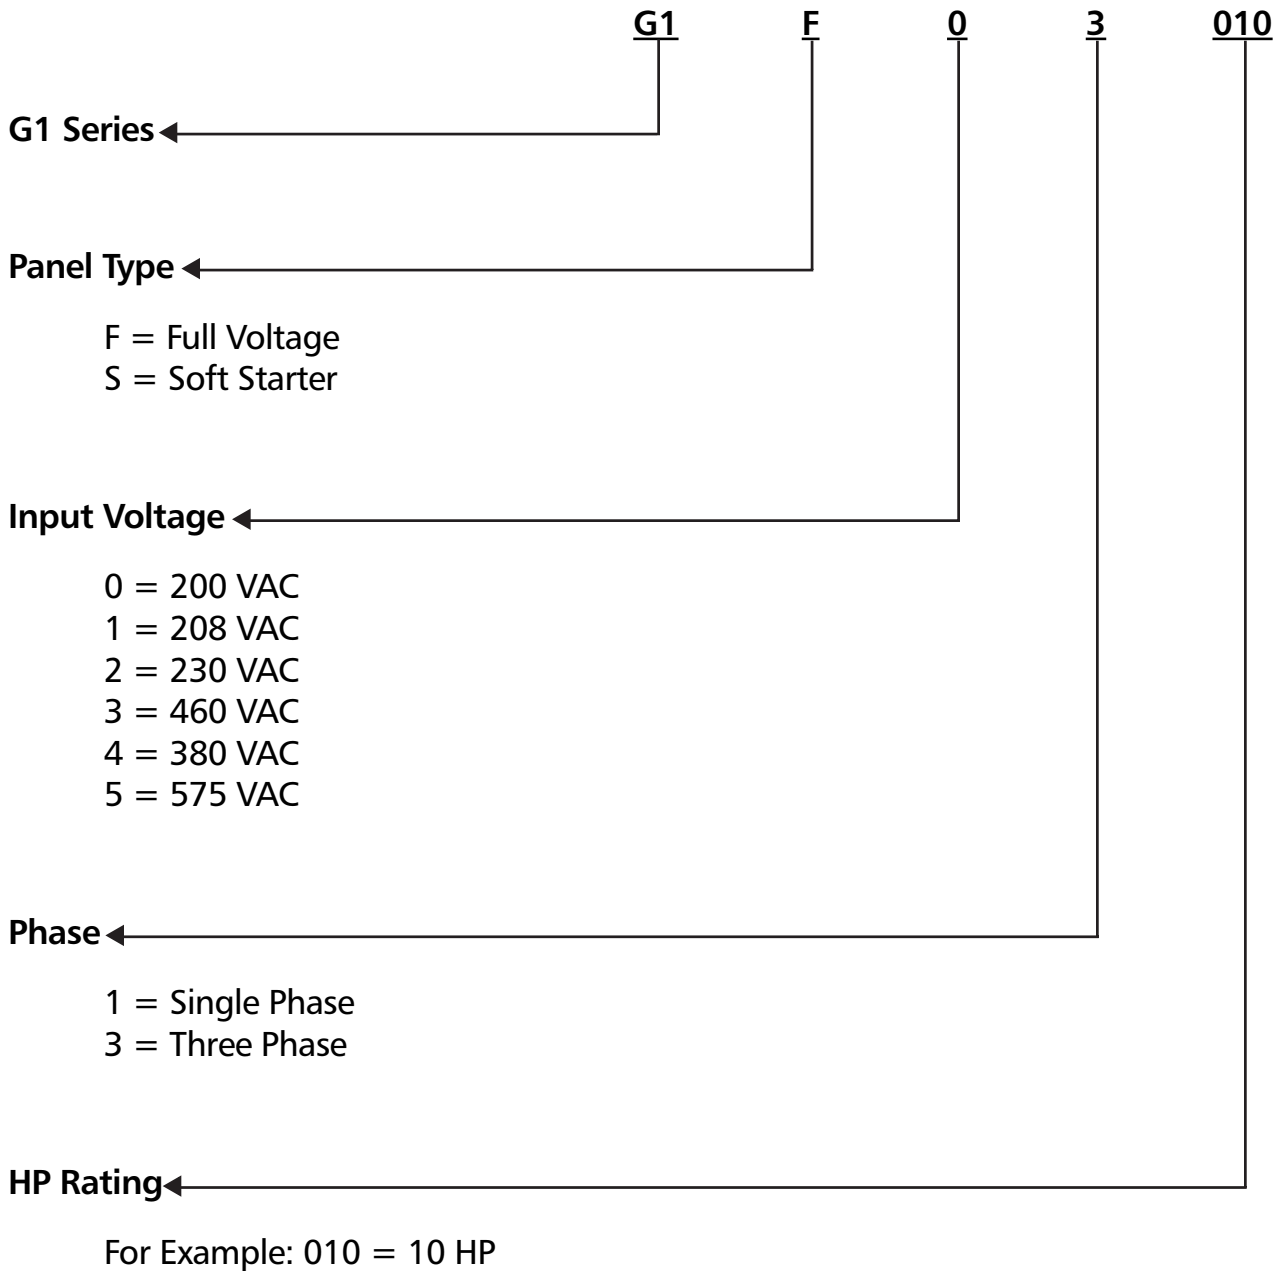 G1 F 0 3 010
G1 Series
Panel Type
F = Full Voltage
S = Soft Starter
Input Voltage
0 = 200 VAC
1 = 208 VAC
2 = 230 VAC
3 = 460 VAC
4 = 380 VAC
5 = 575 VAC
Phase
1 = Single Phase
3 = Three Phase
HP Rating
For Example: 010 = 10 HP